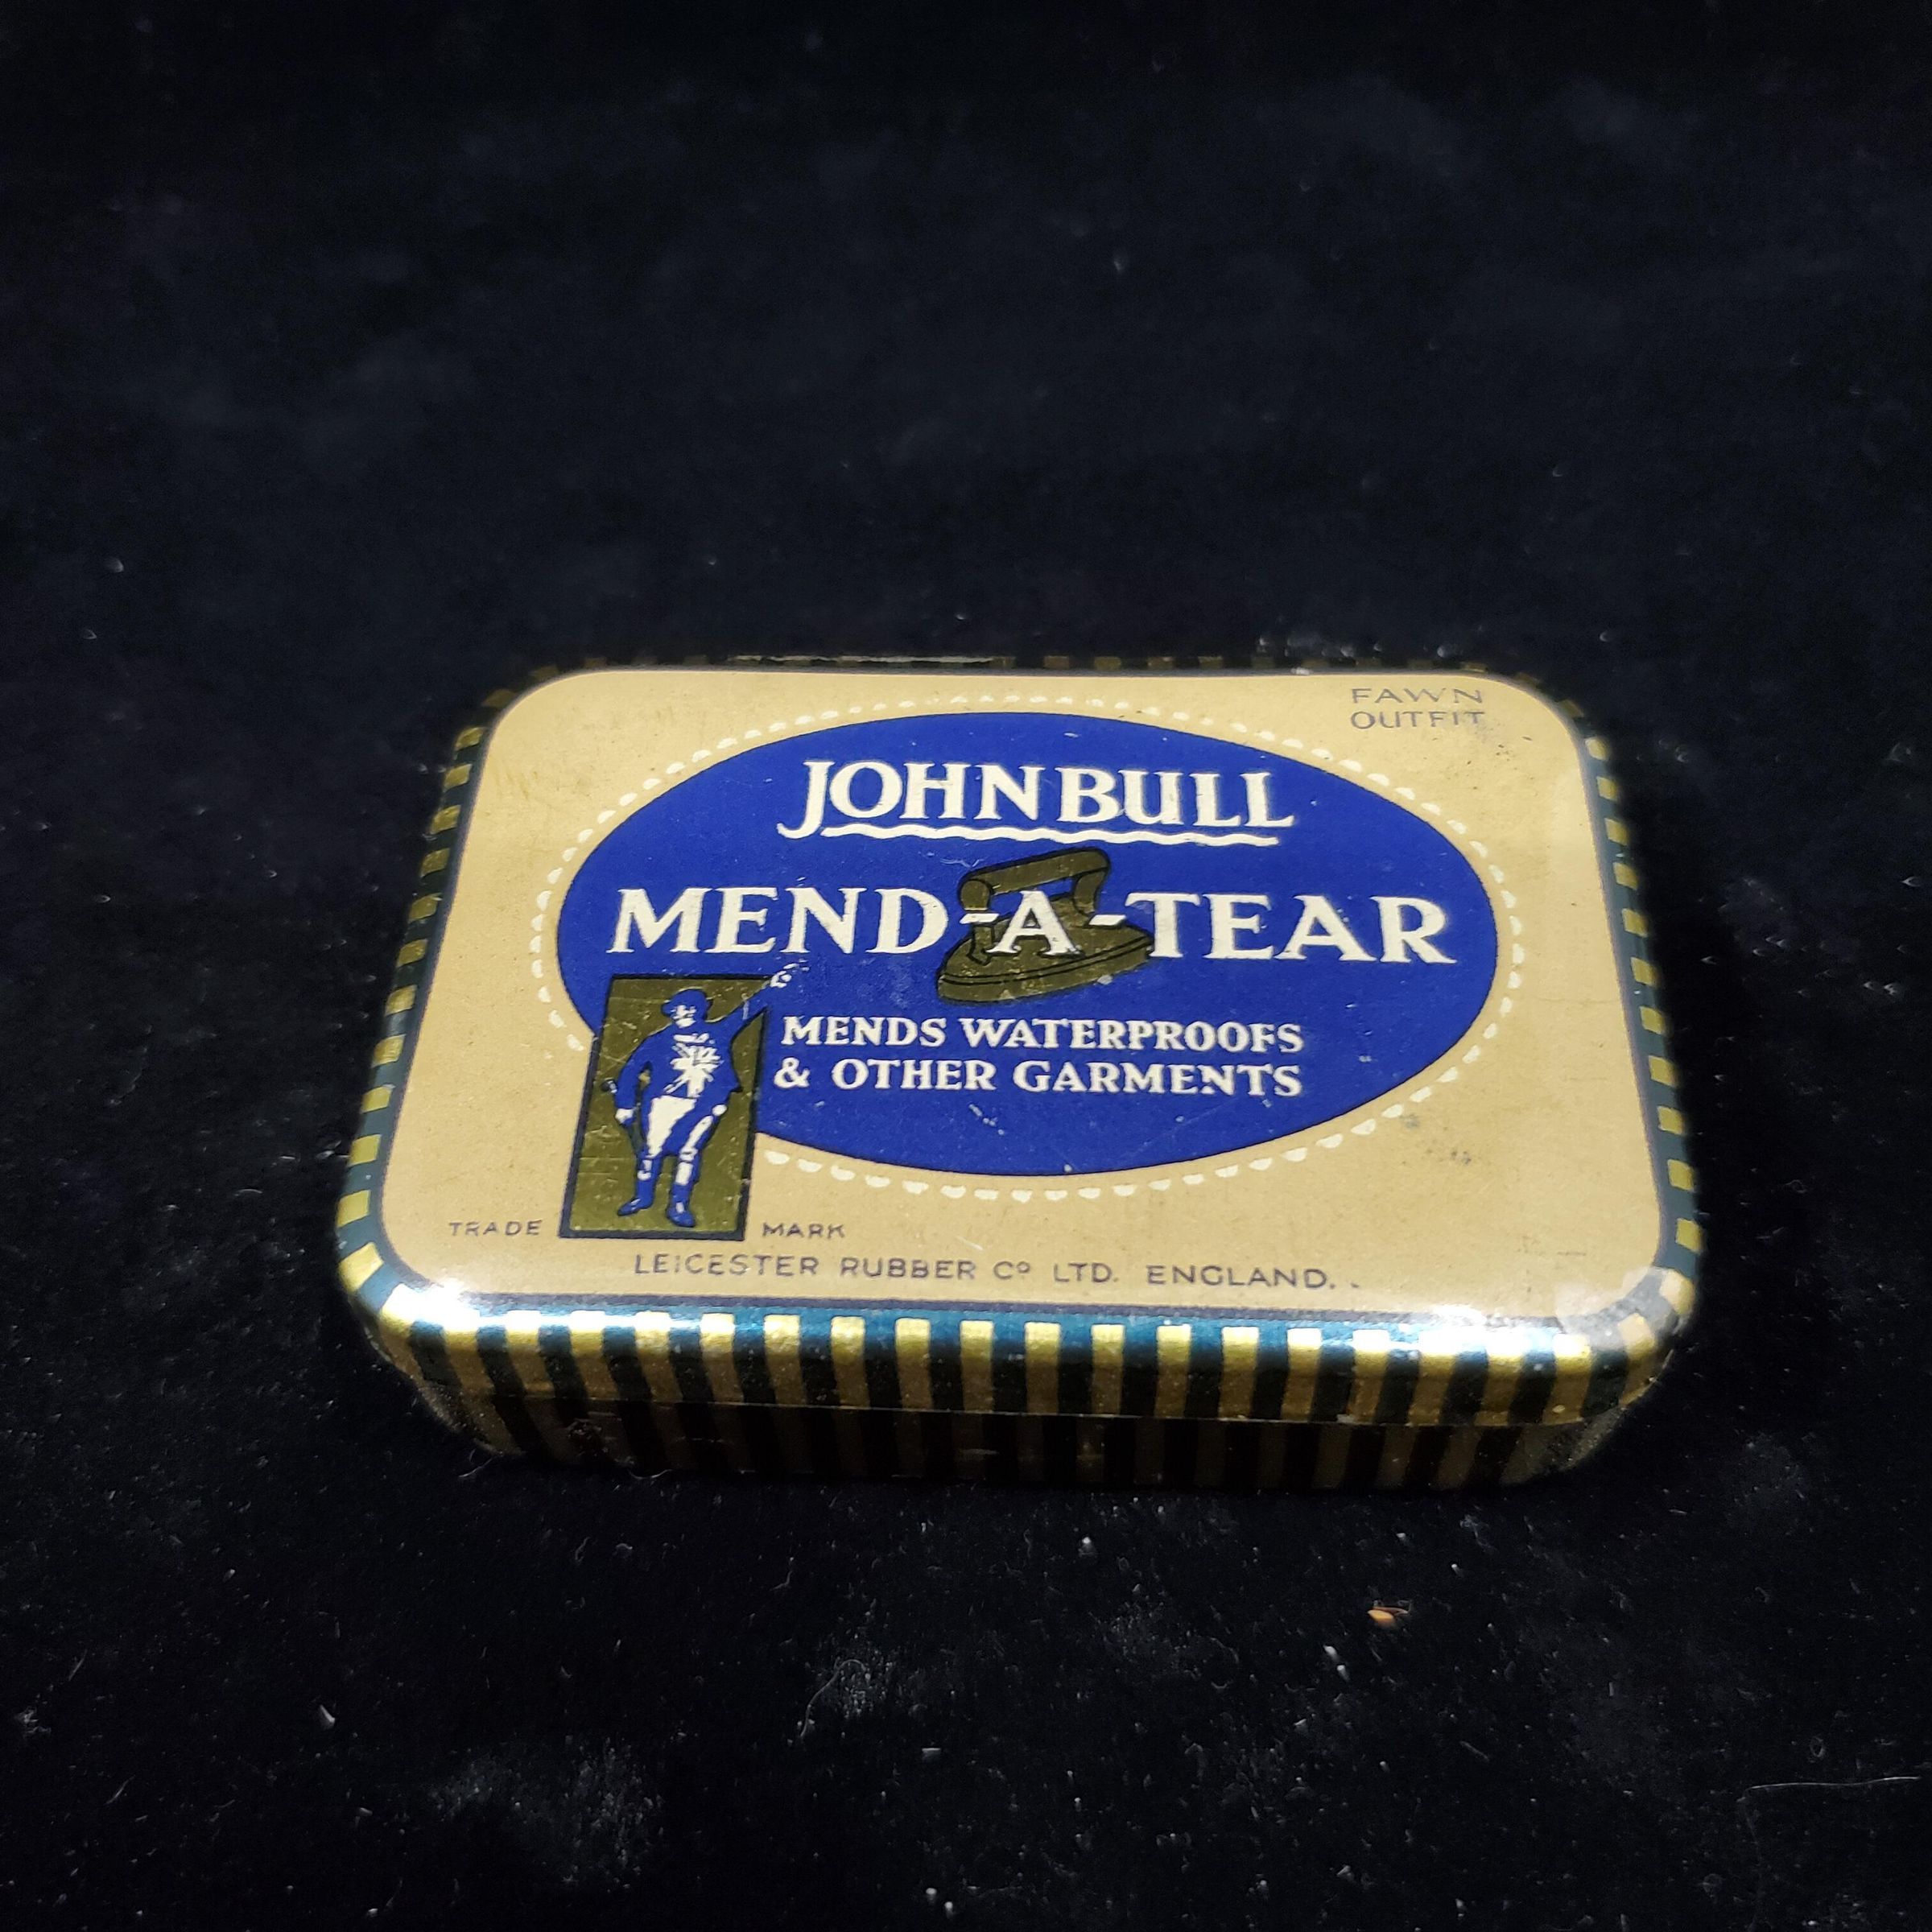 FAWN
OUTFIT
JOHN BULL
MEND-A-TEAR
MENDS WATERPROOFS
& OTHER GARMENTS
TRADE MARK
LEICESTER RUBBER Cº LTD. ENGLAND.